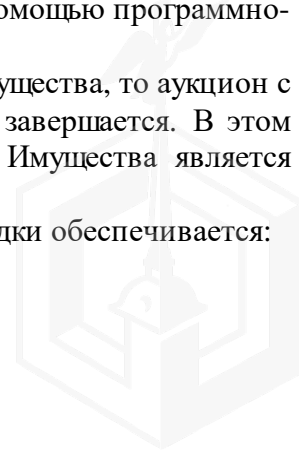 омощью программно-
ущества, то аукцион с
завершается. В этом
Имущества является
дки обеспечивается: